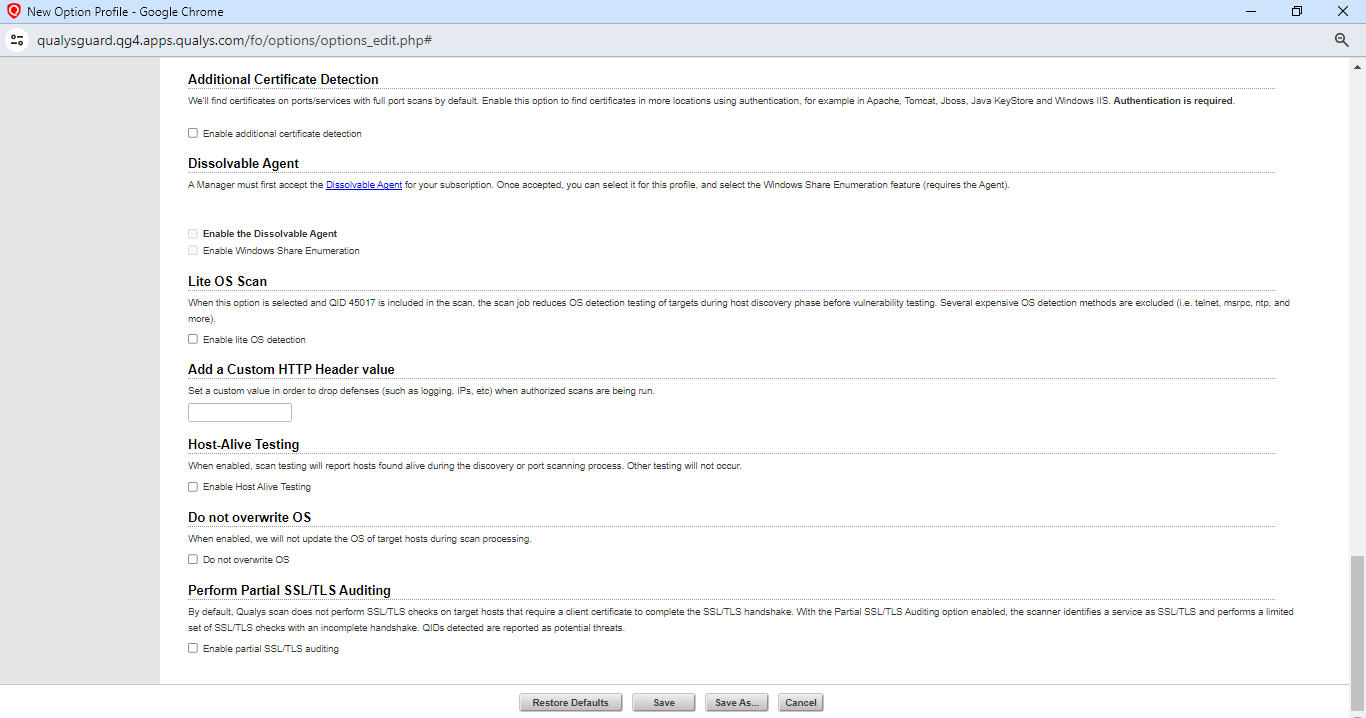 New Option Profile - Google Chrome
qualysguard.qg4.apps.qualys.com/fo/options/options_edit.php#
Additional Certificate Detection
We'll find certificates on ports/services with full port scans by default. Enable this option to find certificates in more locations using authentication, for example in Apache, Tomcat, Jboss, Java KeyStore and Windows IIS. Authentication is required.
Enable additional certificate detection
Dissolvable Agent
A Manager must first accept the Dissolvable Agent for your subscription. Once accepted, you can select it for this profile, and select the Windows Share Enumeration feature (requires the Agent).
Enable the Dissolvable Agent
Enable Windows Share Enumeration
Lite OS Scan
When this option is selected and QID 45017 is included in the scan, the scan job reduces OS detection testing of targets during host discovery phase before vulnerability testing. Several expensive OS detection methods are excluded (i.e. telnet, msrpc, ntp, and
more).
Enable lite OS detection
Add a Custom HTTP Header value
Set a custom value in order to drop defenses (such as logging, IPs, etc) when authorized scans are being run.
Host-Alive Testing
When enabled, scan testing will report hosts found alive during the discovery or port scanning process. Other testing will not occur.
Enable Host Alive Testing
Do not overwrite OS
When enabled, we will not update the OS of target hosts during scan processing.
Do not overwrite OS
Perform Partial SSL/TLS Auditing
By default, Qualys scan does not perform SSL/TLS checks on target hosts that require a client certificate to complete the SSL/TLS handshake. With the Partial SSL/TLS Auditing option enabled, the scanner identifies a service as SSL/TLS and performs a limited
set of SSL/TLS checks with an incomplete handshake. QIDs detected are reported as potential threats.
Enable partial SSL/TLS auditing
Restore Defaults Save Save As... Cancel